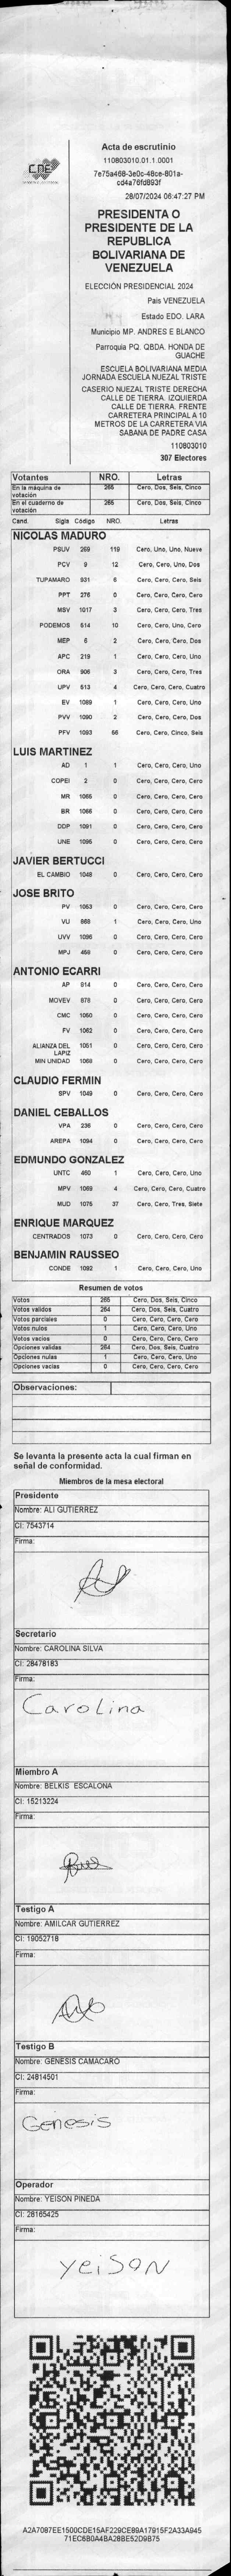 CNE
Acta de escrutinio
110803010.01.1.0001
7e75a468-3e0c-48ce-801a-
cd4a76fd893f
28/07/2024 06:47:27 PM
PRESIDENTA O
PRESIDENTE DE LA
REPUBLICA
BOLIVARIANA DE
VENEZUELA
ELECCIÓN PRESIDENCIAL 2024
Pais VENEZUELA
Estado EDO. LARA
Municipio MP. ANDRES E BLANCO
Parroquia PQ. QBDA. HONDA DE
GUACHE
ESCUELA BOLIVARIANA MEDIA
JORNADA ESCUELA NUEZAL TRISTE
CASERIO NUEZAL TRISTE DERECHA
CALLE DE TIERRA. IZQUIERDA
CALLE DE TIERRA. FRENTE
CARRETERA PRINCIPAL A 10
METROS DE LA CARRETERA VIA
SABANA DE PADRE CASA
110803010
307 Electores
Votantes NRO. Letras
En la máquina de votación 265 Cero, Dos, Seis, Cinco
En el cuaderno de votación 265 Cero, Dos, Seis, Cinco
Cand. Sigla Código NRO. Letras
NICOLAS MADURO
PSUV 269 119 Cero, Uno, Uno, Nueve
PCV 9 12 Cero, Cero, Uno, Dos
TUPAMARO 931 6 Cero, Cero, Cero, Seis
PPT 276 0 Cero, Cero, Cero, Cero
MSV 1017 3 Cero, Cero, Cero, Tres
PODEMOS 614 10 Cero, Cero, Uno, Cero
MEP 6 2 Cero, Cero, Cero, Dos
APC 219 1 Cero, Cero, Cero, Uno
ORA 906 3 Cero, Cero, Cero, Tres
UPV 513 4 Cero, Cero, Cero, Cuatro
EV 1089 1 Cero, Cero, Cero, Uno
PVV 1090 2 Cero, Cero, Cero, Dos
PFV 1093 56 Cero, Cero, Cinco, Seis
LUIS MARTINEZ
AD 1 1 Cero, Cero, Cero, Uno
COPEI 2 0 Cero, Cero, Cero, Cero
MR 1065 0 Cero, Cero, Cero, Cero
BR 1066 0 Cero, Cero, Cero, Cero
DDP 1091 0 Cero, Cero, Cero, Cero
UNE 1095 0 Cero, Cero, Cero, Cero
JAVIER BERTUCCI
EL CAMBIO 1048 0 Cero, Cero, Cero, Cero
JOSE BRITO
PV 1053 0 Cero, Cero, Cero, Cero
VU 868 1 Cero, Cero, Cero, Uno
UVV 1096 0 Cero, Cero, Cero, Cero
MPJ 458 0 Cero, Cero, Cero, Cero
ANTONIO ECARRI
AP 914 0 Cero, Cero, Cero, Cero
MOVEV 878 0 Cero, Cero, Cero, Cero
CMC 1050 0 Cero, Cero, Cero, Cero
FV 1062 0 Cero, Cero, Cero, Cero
ALIANZA DEL LAPIZ 1051 0 Cero, Cero, Cero, Cero
MIN UNIDAD 1068 0 Cero, Cero, Cero, Cero
CLAUDIO FERMIN
SPV 1049 0 Cero, Cero, Cero, Cero
DANIEL CEBALLOS
VPA 236 0 Cero, Cero, Cero, Cero
AREPA 1094 0 Cero, Cero, Cero, Cero
EDMUNDO GONZALEZ
UNTC 460 1 Cero, Cero, Cero, Uno
MPV 1069 4 Cero, Cero, Cero, Cuatro
MUD 1075 37 Cero, Cero, Tres, Siete
ENRIQUE MARQUEZ
CENTRADOS 1073 0 Cero, Cero, Cero, Cero
BENJAMIN RAUSSEO
CONDE 1092 1 Cero, Cero, Cero, Uno
Resumen de votos
Votos 265 Cero, Dos, Seis, Cinco
Votos validos 264 Cero, Dos, Seis, Cuatro
Votos parciales 0 Cero, Cero, Cero, Cero
Votos nulos 1 Cero, Cero, Cero, Uno
Votos vacios 0 Cero, Cero, Cero, Cero
Opciones validas 264 Cero, Dos, Seis, Cuatro
Opciones nulas 1 Cero, Cero, Cero, Uno
Opciones vacias 0 Cero, Cero, Cero, Cero
Observaciones:
Se levanta la presente acta la cual firman en
señal de conformidad.
Miembros de la mesa electoral
Presidente
Nombre: ALI GUTIERREZ
CI: 7543714
Firma:
Secretario
Nombre: CAROLINA SILVA
CI: 28478183
Firma:
Carolina
Miembro A
Nombre: BELKIS ESCALONA
CI: 15213224
Firma:
Testigo A
Nombre: AMILCAR GUTIERREZ
CI: 19052718
Firma:
Testigo B
Nombre: GENESIS CAMACARO
CI: 24814501
Firma:
Genesis
Operador
Nombre: YEISON PINEDA
CI: 28165425
Firma:
YeiSON
A2A7087EE1500CDE15AF229CE89A17915F2A33A945
71EC6B0A4BA28BE52D9B75